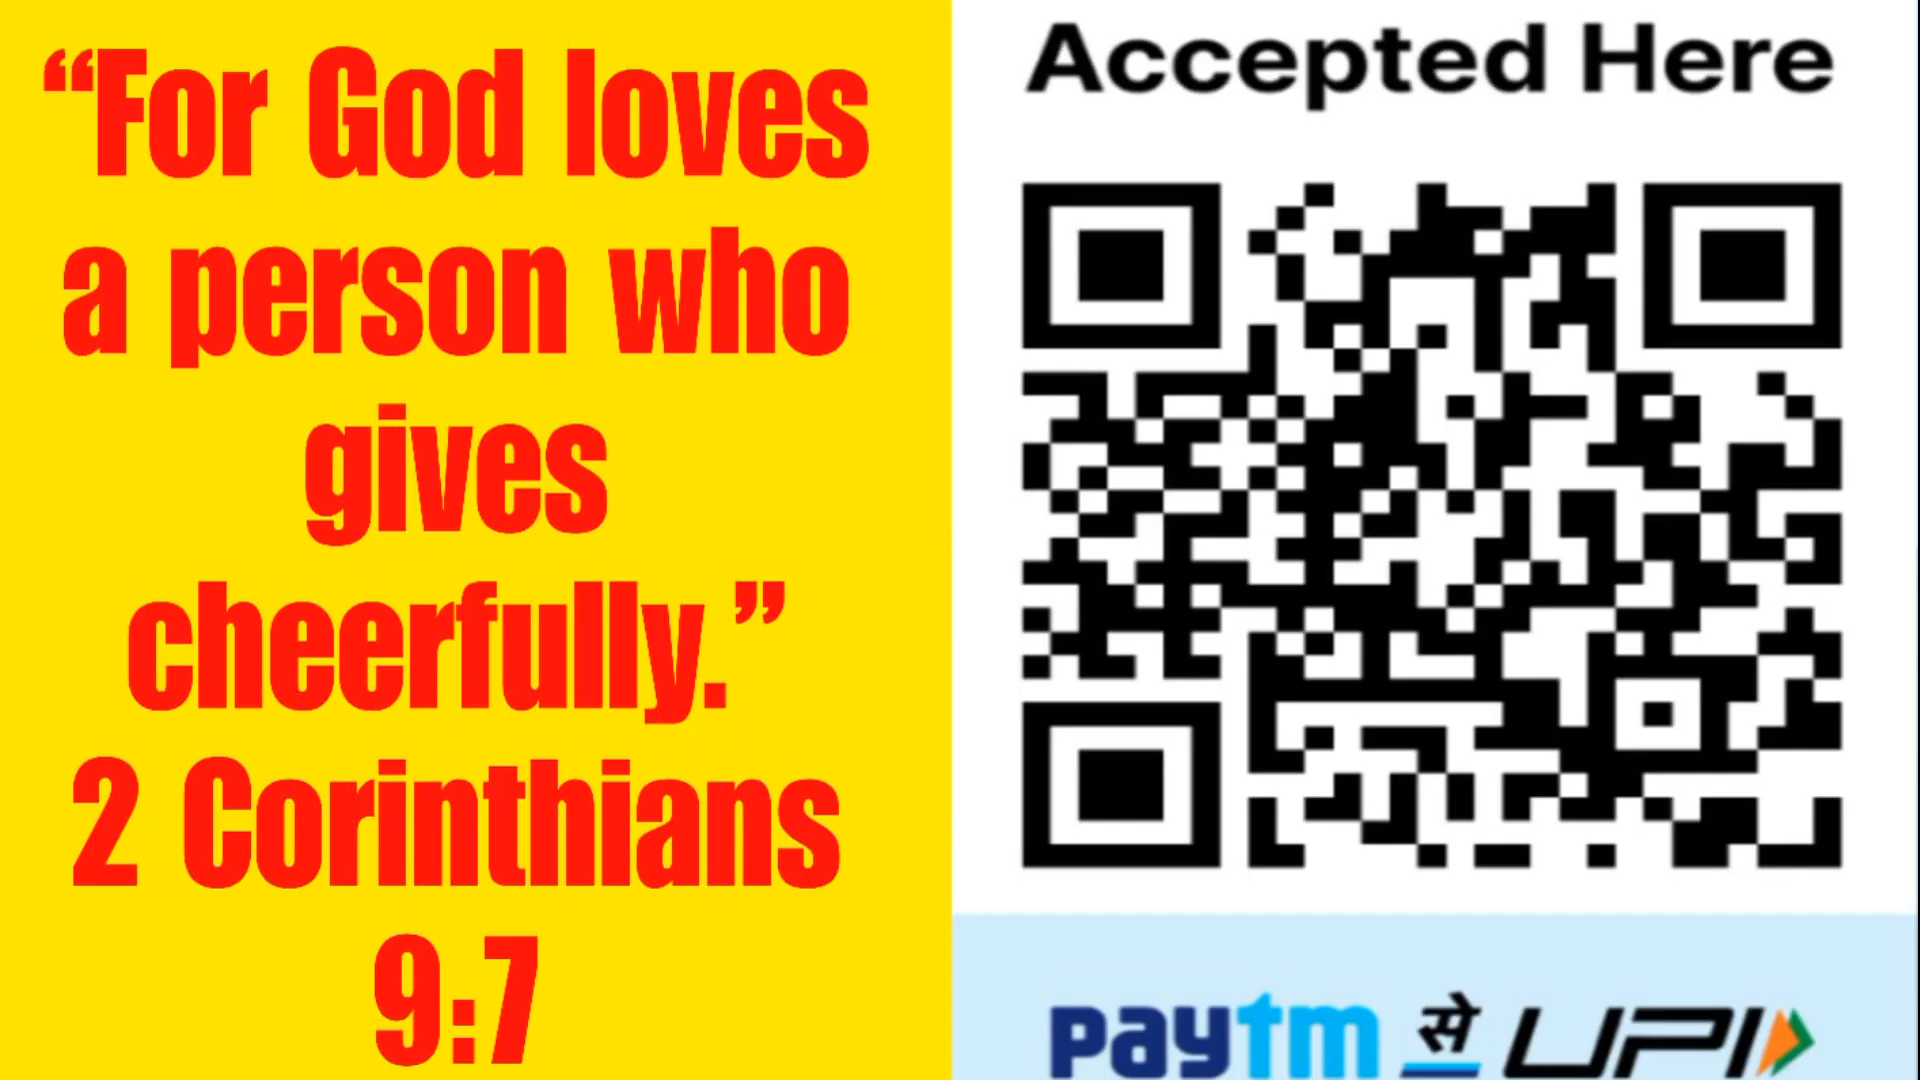 “For God loves
a person who
gives
cheerfully.”
2 Corinthians
9:7
Accepted Here
paytm से UPI